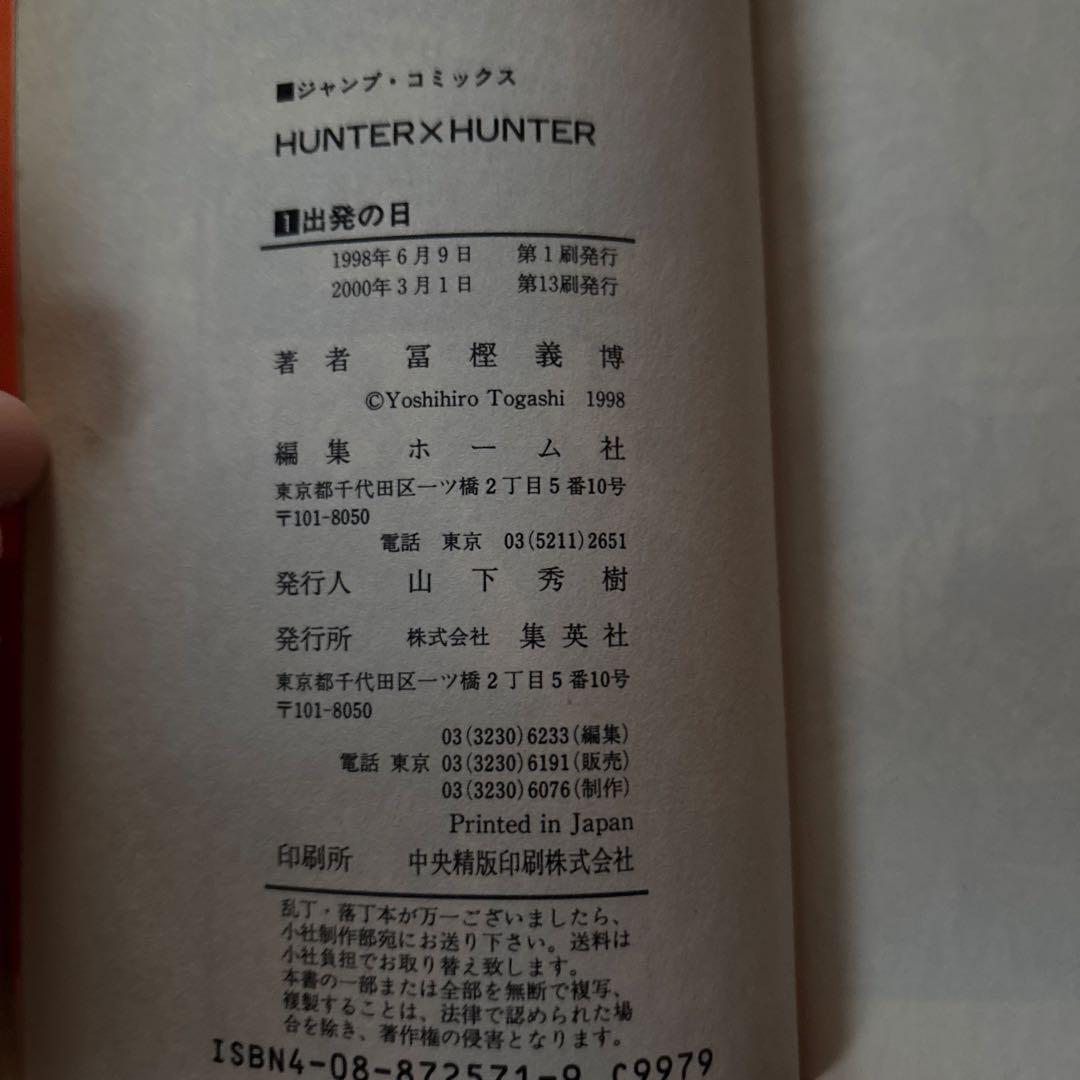 ■ジャンプ・コミックス
HUNTER×HUNTER
1出発の日
1998年6月9日 第1刷発行
2000年3月1日 第13刷発行
著者 冨樫義博
©Yoshihiro Togashi 1998
編集 ホーム社
東京都千代田区一ツ橋2丁目5番10号
〒101-8050
電話 東京 03(5211)2651
発行人 山下秀樹
発行所 株式会社 集英社
東京都千代田区一ツ橋2丁目5番10号
〒101-8050
03(3230)6233(編集)
電話 東京 03(3230)6191(販売)
03(3230)6076(制作)
Printed in Japan
印刷所 中央精版印刷株式会社
乱丁・落丁本が万一ございましたら、
小社制作部宛にお送り下さい。送料は
小社負担でお取り替え致します。
本書の一部または全部を無断で複写、
複製することは、法律で認められた場
合を除き、著作権の侵害となります。
ISBN4-08-872571-9 C9979